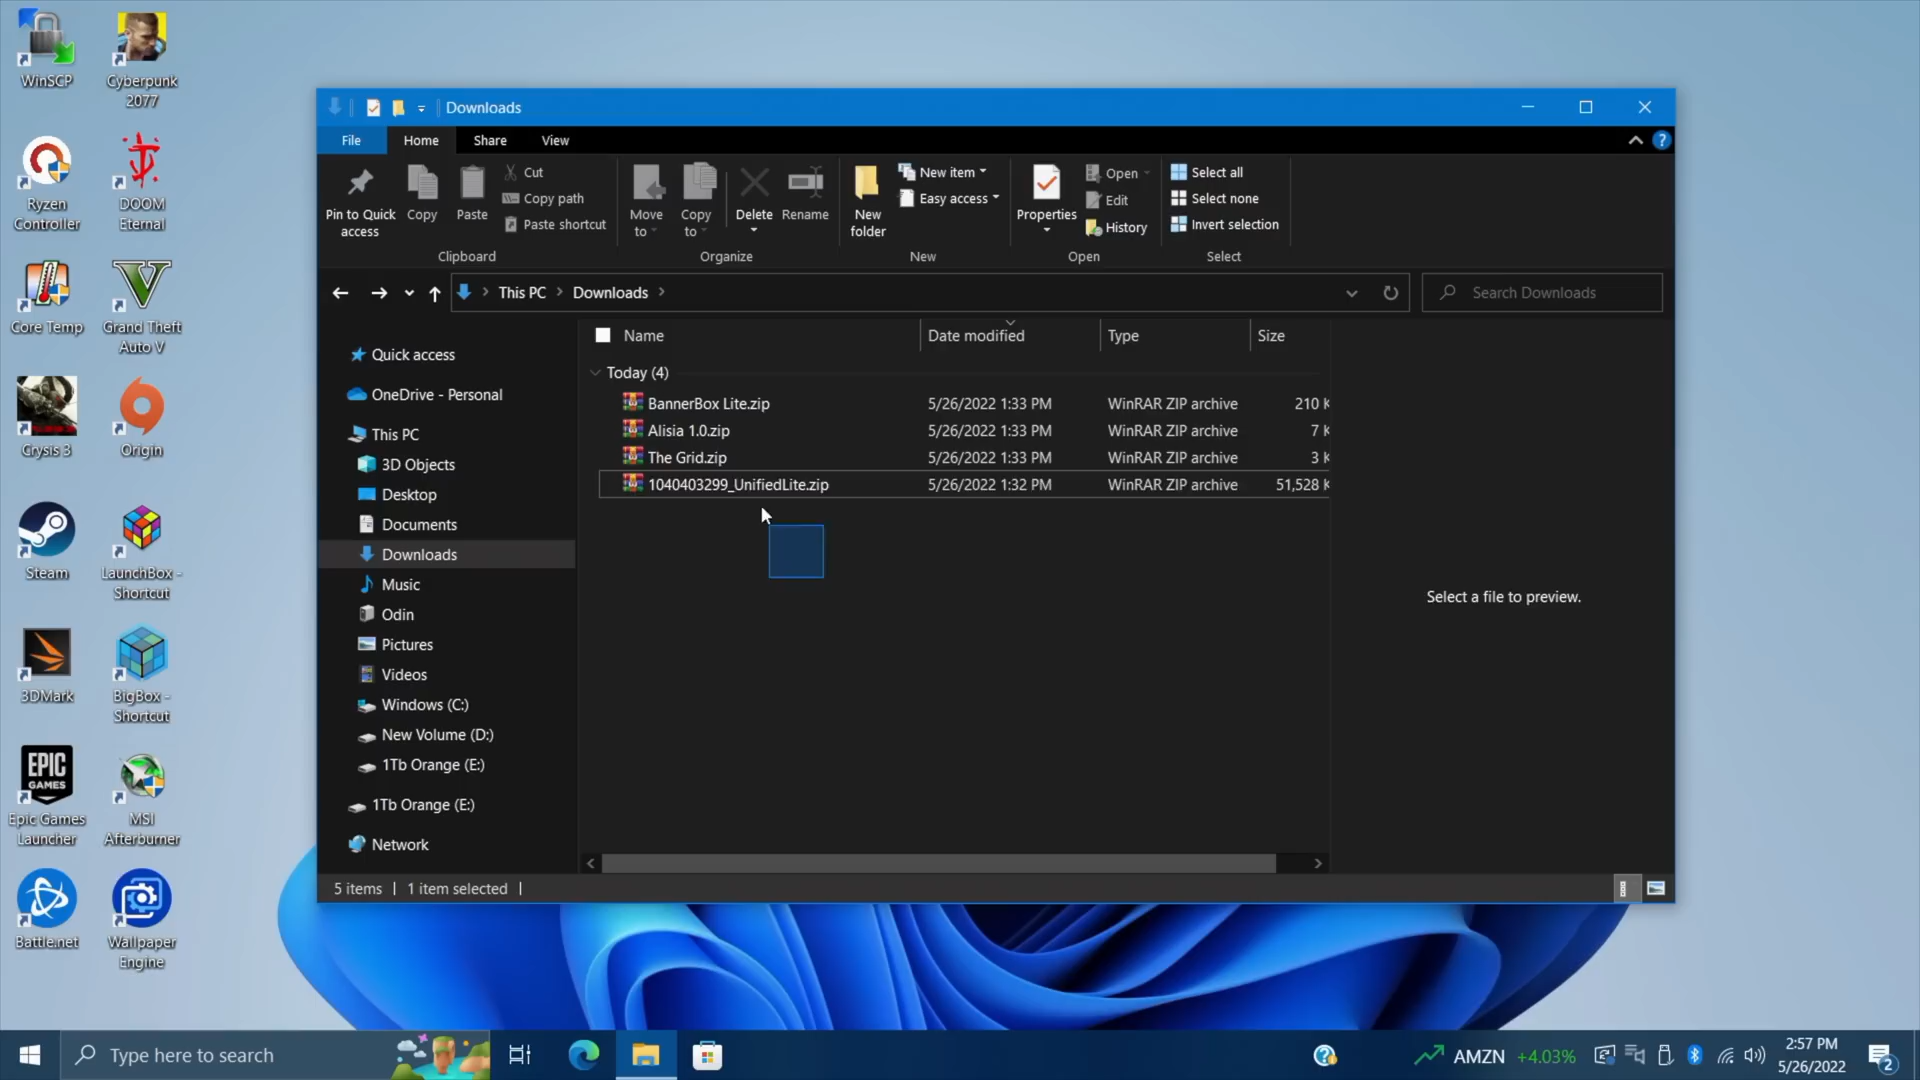 WinSCP
Cyberpunk
2077
Ryzen
Controller
DOOM
Eternal
Core Temp
Grand Theft
Auto V
Crysis 3
Origin
Steam
LaunchBox -
Shortcut
3DMark
BigBox -
Shortcut
EPIC
GAMES
Epic Games
Launcher
MSI
Afterburner
Battle.net
Wallpaper
Engine
Downloads
File Home Share View
Pin to Quick
access
Copy
Paste
Cut
Copy path
Paste shortcut
Clipboard
Move
to
Copy
to
Delete
Rename
Organize
New
folder
New item
Easy access
New
Properties
Open
Edit
History
Open
Select all
Select none
Invert selection
Select
This PC > Downloads >
Search Downloads
Quick access
OneDrive - Personal
This PC
3D Objects
Desktop
Documents
Downloads
Music
Odin
Pictures
Videos
Windows (C:)
New Volume (D:)
1Tb Orange (E:)
1Tb Orange (E:)
Network
Name Date modified Type Size
Today (4)
BannerBox Lite.zip 5/26/2022 1:33 PM WinRAR ZIP archive 210 K
Alisia 1.0.zip 5/26/2022 1:33 PM WinRAR ZIP archive 7 K
The Grid.zip 5/26/2022 1:33 PM WinRAR ZIP archive 3 K
1040403299_UnifiedLite.zip 5/26/2022 1:32 PM WinRAR ZIP archive 51,528 K
Select a file to preview.
5 items | 1 item selected |
Type here to search
AMZN +4.03%
2:57 PM
5/26/2022
2